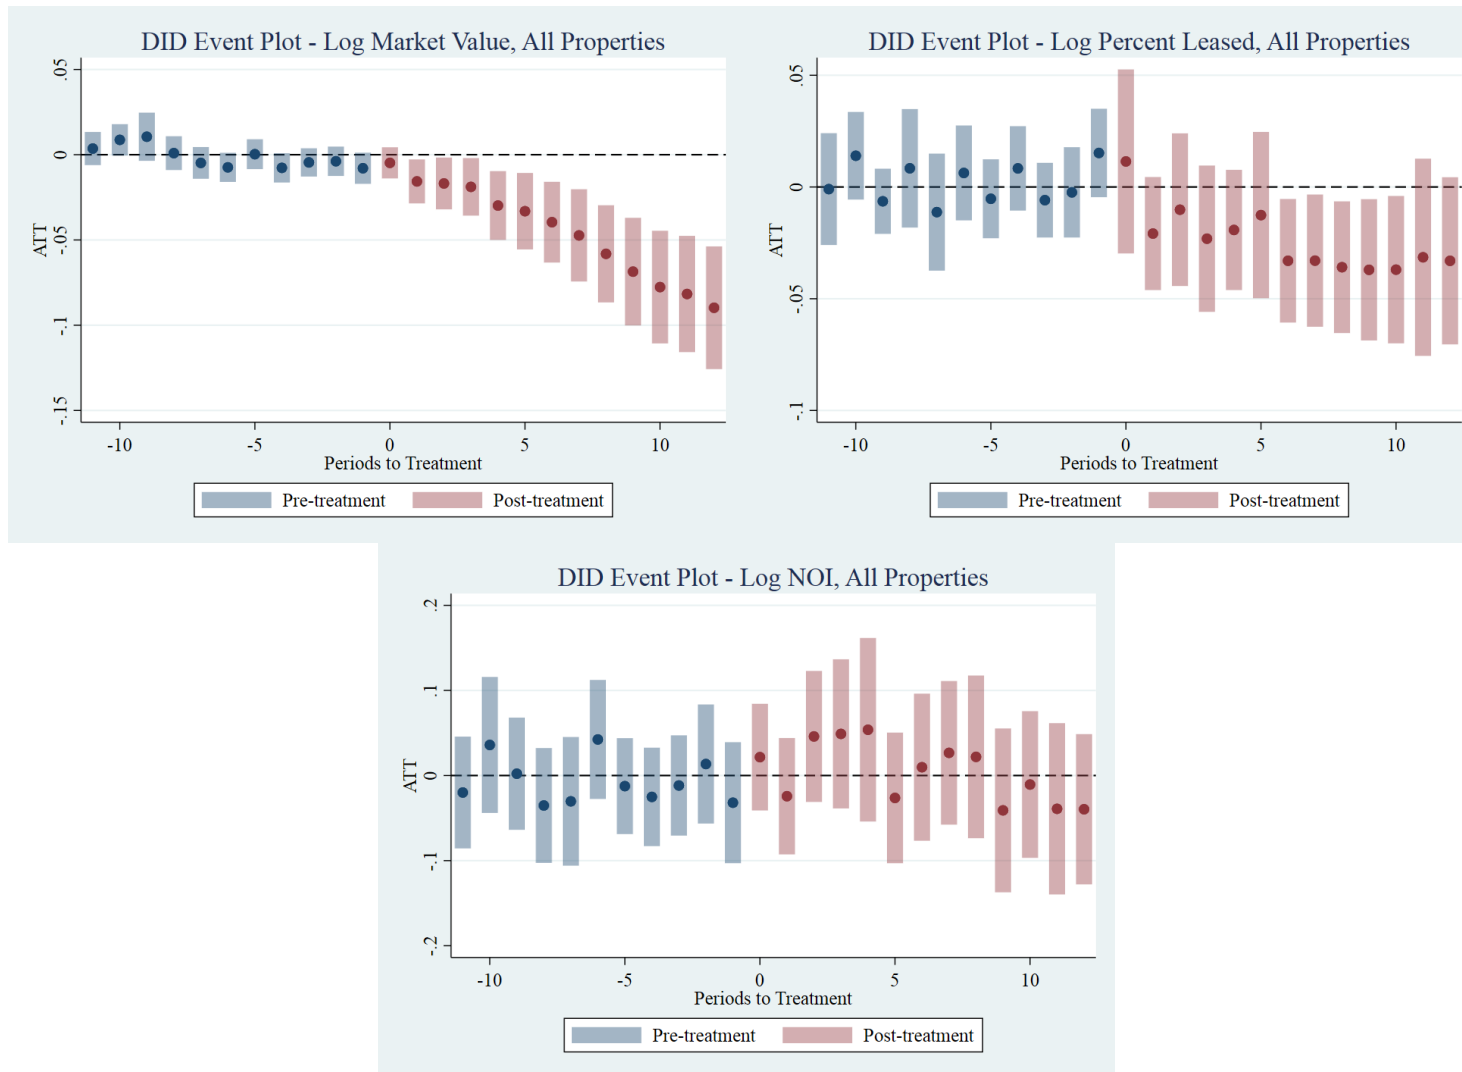 DID Event Plot - Log Market Value, All Properties
.05
0
-.05
-.1
-.15
ATT
-10 -5 0 5 10
Periods to Treatment
Pre-treatment Post-treatment
DID Event Plot - Log Percent Leased, All Properties
.05
0
-.05
-.1
ATT
-10 -5 0 5 10
Periods to Treatment
Pre-treatment Post-treatment
DID Event Plot - Log NOI, All Properties
.2
.1
0
-.1
-.2
ATT
-10 -5 0 5 10
Periods to Treatment
Pre-treatment Post-treatment